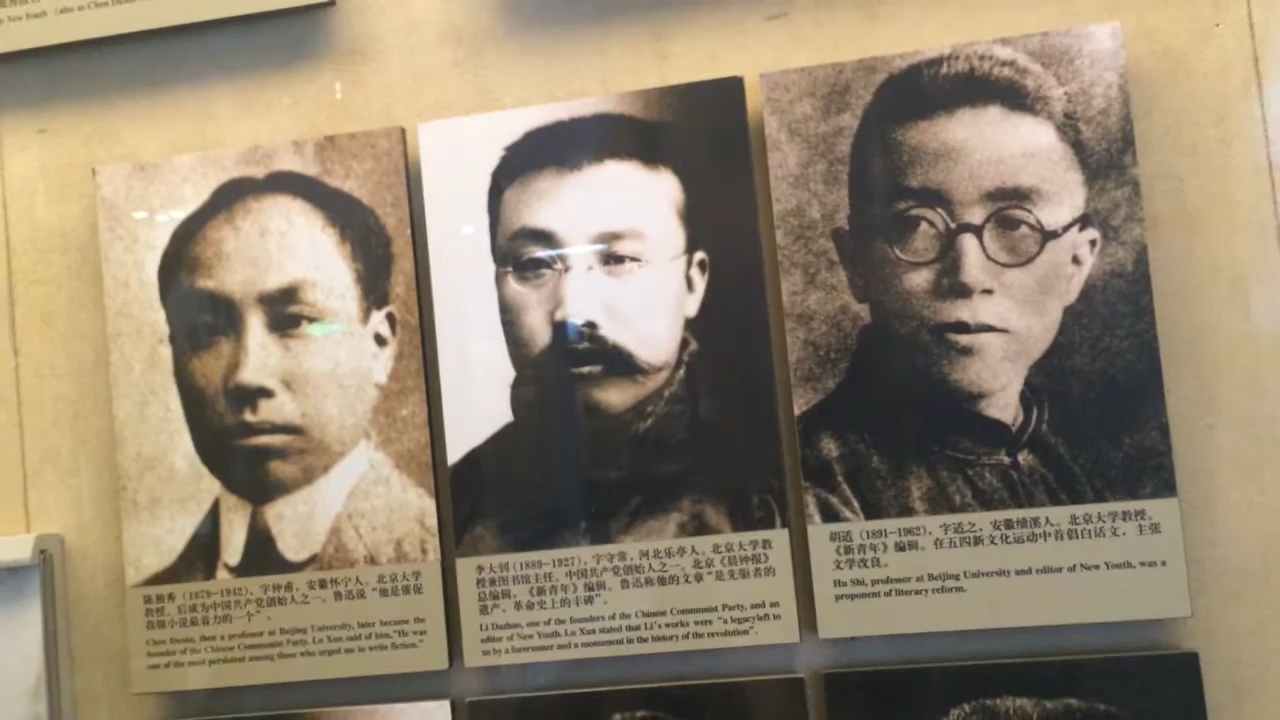 New Youth (also as Chen Duxiu
陈独秀(1879-1942),字仲甫,安徽怀宁人。北京大学
教授。后成为中国共产党创始人之一。鲁迅说“他是催促
我做小说最着力的一个”。
Chen Duxiu, then a professor at Beijing University, later became the
founder of the Chinese Communist Party. Lu Xun said of him,"He was
one of the most persistent among those who urged me to write fiction."
李大钊(1889-1927),字守常,河北乐亭人。北京大学教
授兼图书馆主任。中国共产党创始人之一。北京《晨钟报》
总编辑,《新青年》编辑。鲁迅称他的文章“是先驱者的
遗产,革命史上的丰碑”。
Li Dazhao, one of the founders of the Chinese Communist Party, and an
editor of New Youth. Lu Xun stated that Li's works were "a legacyleft to
us by a forerunner and a monument in the history of the revolution".
胡适(1891-1962),字适之,安徽绩溪人。北京大学教授。
《新青年》编辑。在五四新文化运动中首倡白话文,主张
文学改良。
Hu Shi, professor at Beijing University and editor of New Youth, was a
proponent of literary reform.